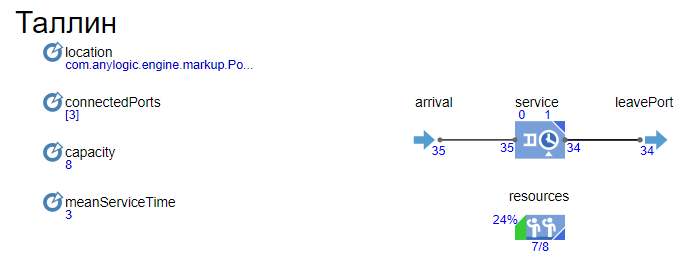 Таллин
location
com.anylogic.engine.markup.Po...
connectedPorts
[3]
capacity
8
meanServiceTime
3
arrival
service
leavePort
0 1
35
35
34
34
resources
24%
7/8